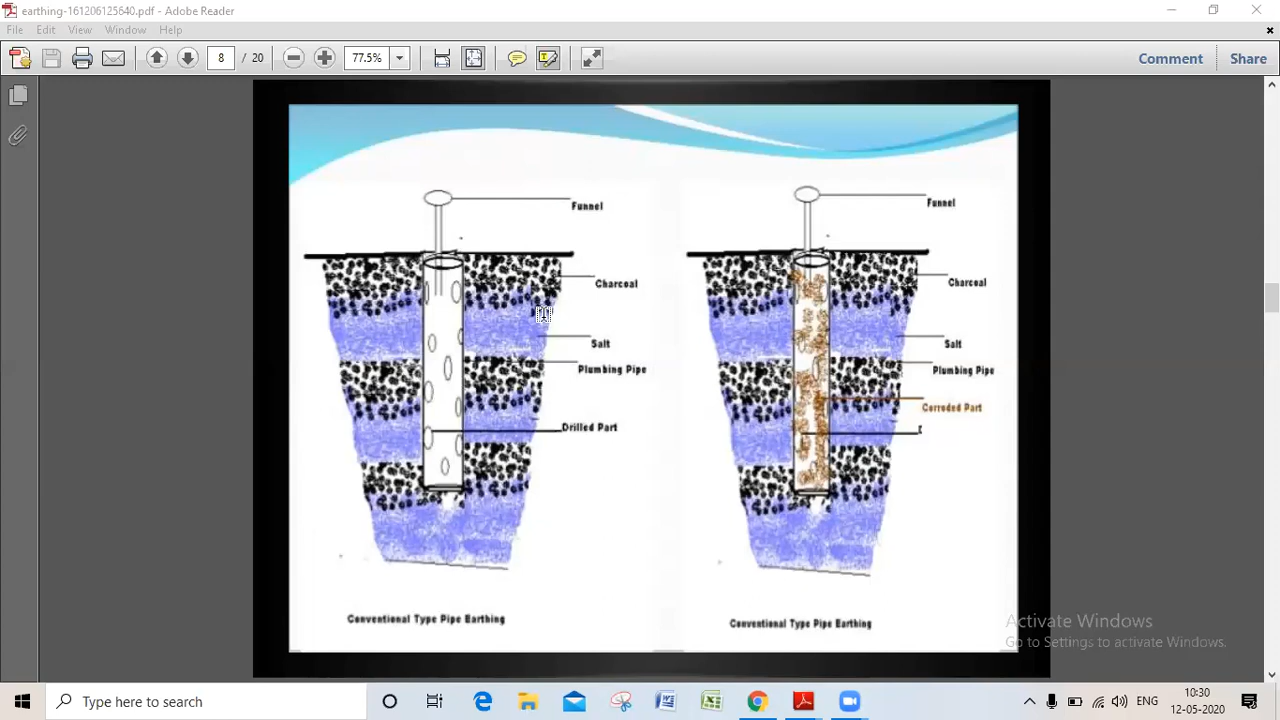 earthing-161206125640.pdf - Adobe Reader
File Edit View Window Help
8 / 20 77.5% Comment Share
Funnel
Charcoal
Salt
Plumbing Pipe
Drilled Part
Conventional Type Pipe Earthing
Funnel
Charcoal
Salt
Plumbing Pipe
Corroded Part
Conventional Type Pipe Earthing
Activate Windows
Go to Settings to activate Windows.
Type here to search
ENG
10:30
12-05-2020